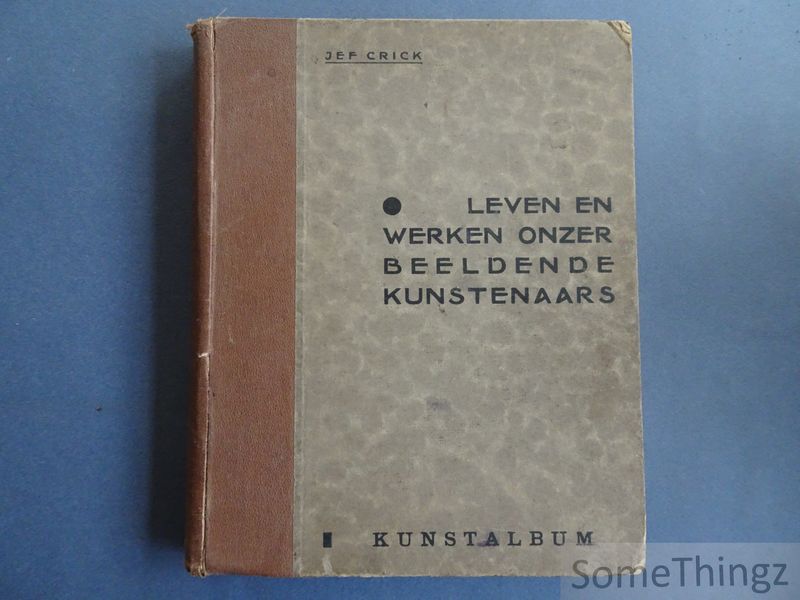 JEF CRICK
LEVEN EN
WERKEN ONZER
BEELDENDE
KUNSTENAARS
KUNSTALBUM
SomeThingz